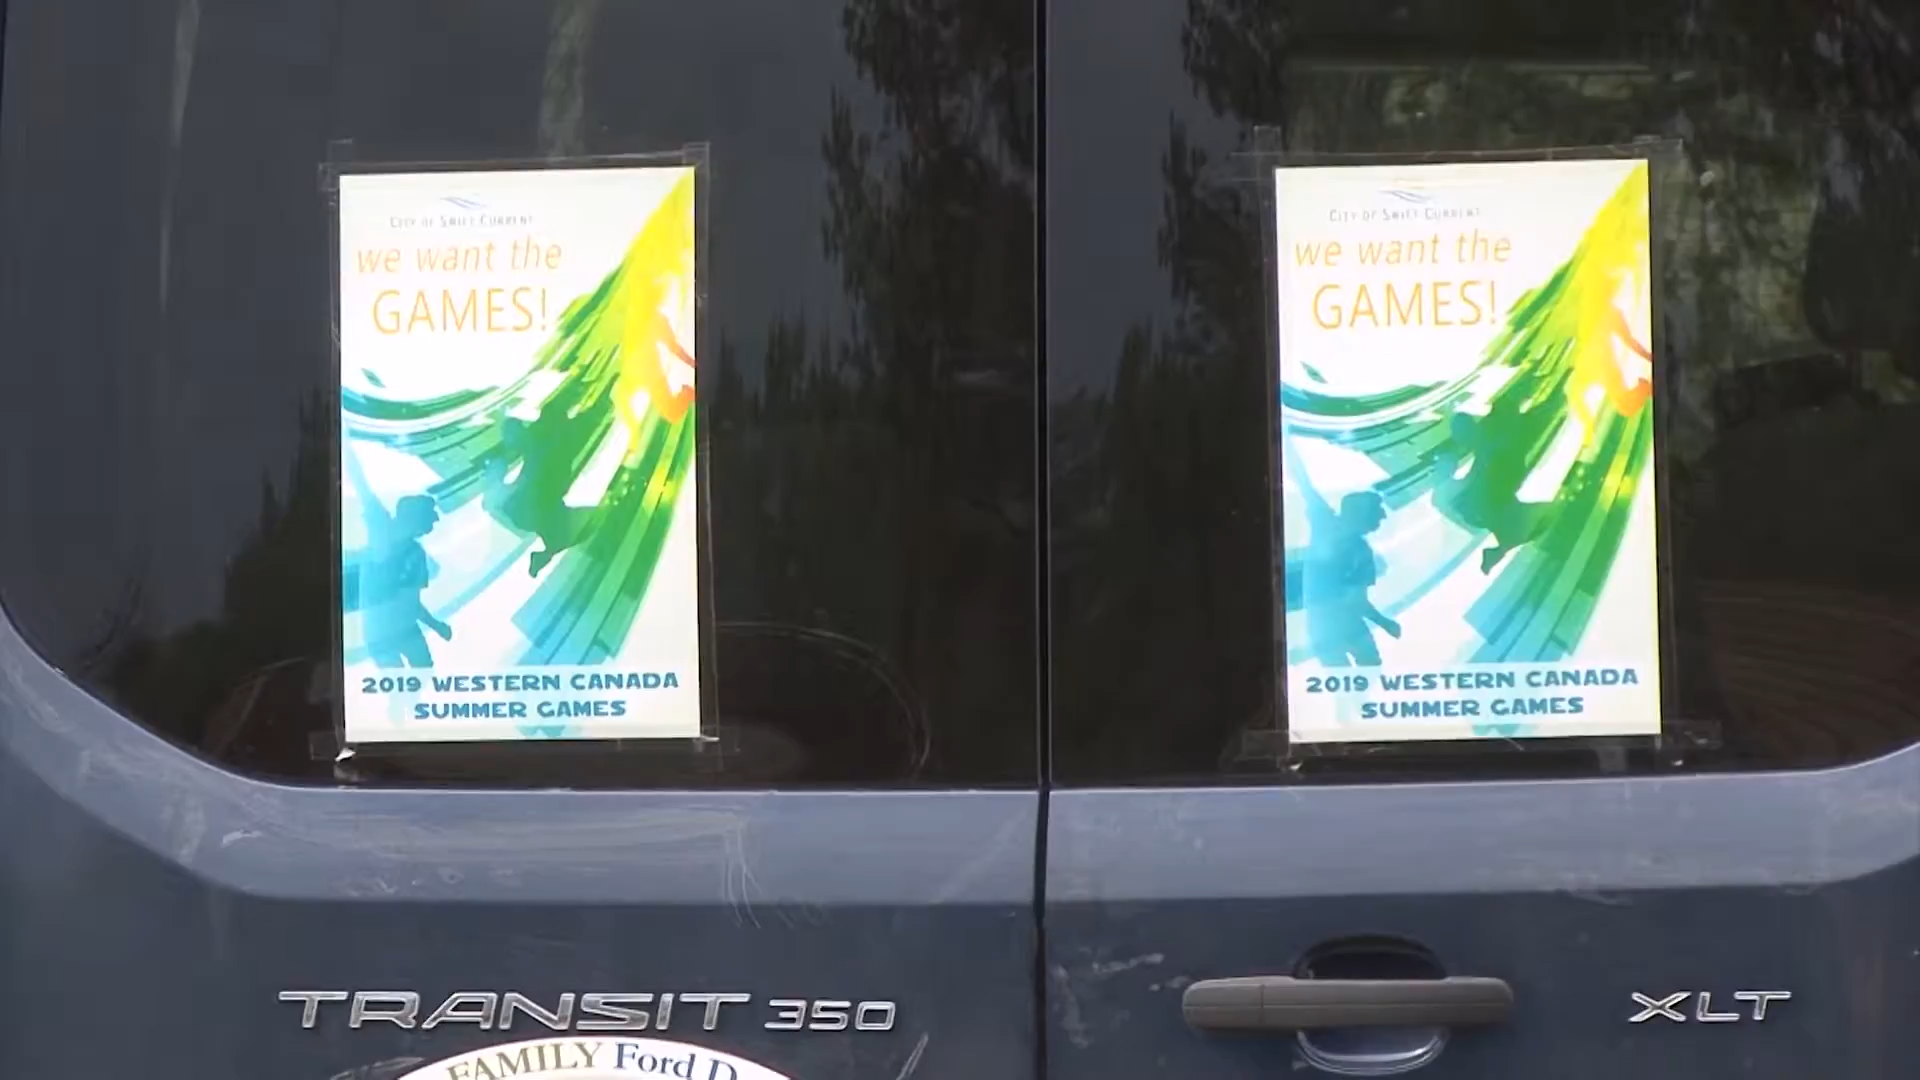 CITY OF SWIFT CURRENT
we want the
GAMES!
2019 WESTERN CANADA
SUMMER GAMES
CITY OF SWIFT CURRENT
we want the
GAMES!
2019 WESTERN CANADA
SUMMER GAMES
TRANSIT 350
XLT
FAMILY Ford D